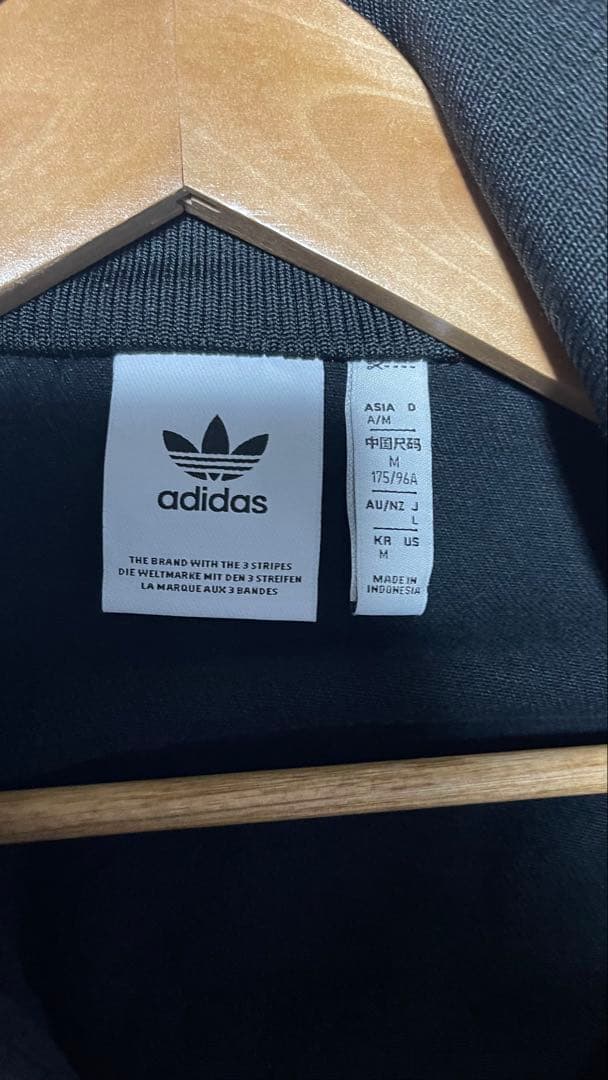 adidas
THE BRAND WITH THE 3 STRIPES
DIE WELTMARKE MIT DEN 3 STREIFEN
LA MARQUE AUX 3 BANDES
ASIA D
A/M
中国尺码
M
175/96A
AU/NZ J
L
KR US
M
MADE IN
INDONESIA